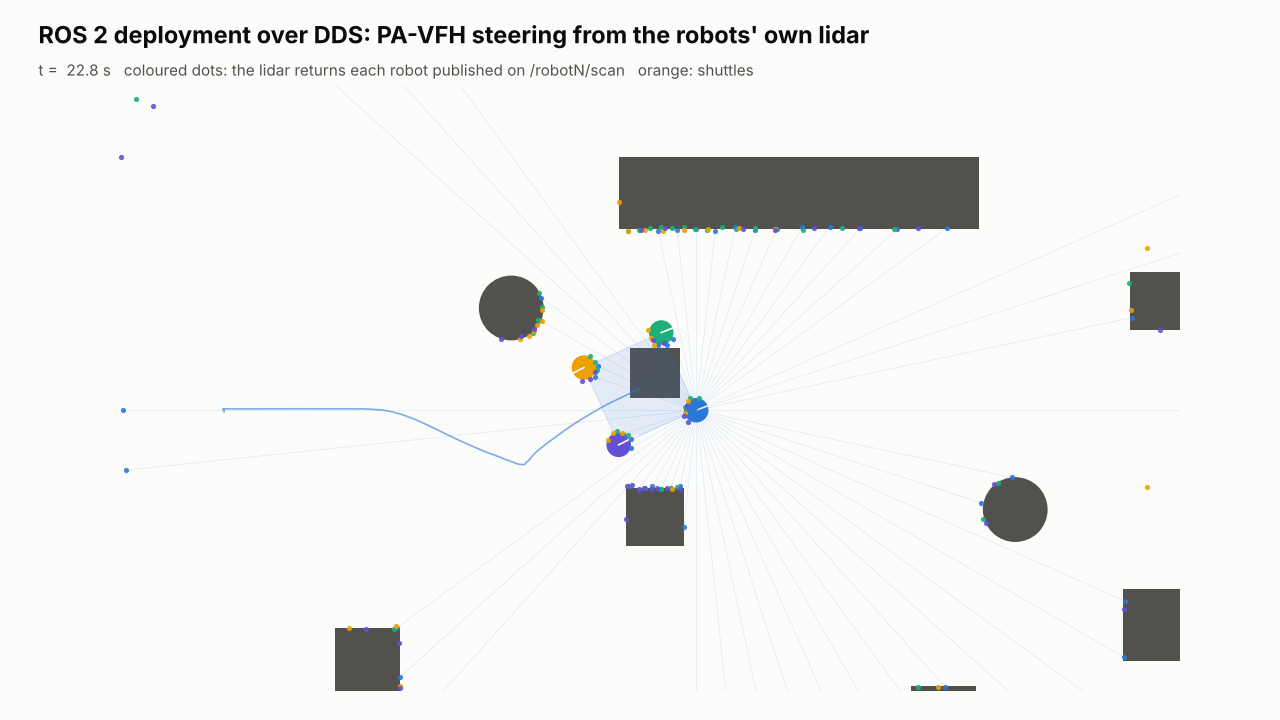 ROS 2 deployment over DDS: PA-VFH steering from the robots' own lidar
t =  22.8 s   coloured dots: the lidar returns each robot published on /robotN/scan   orange: shuttles